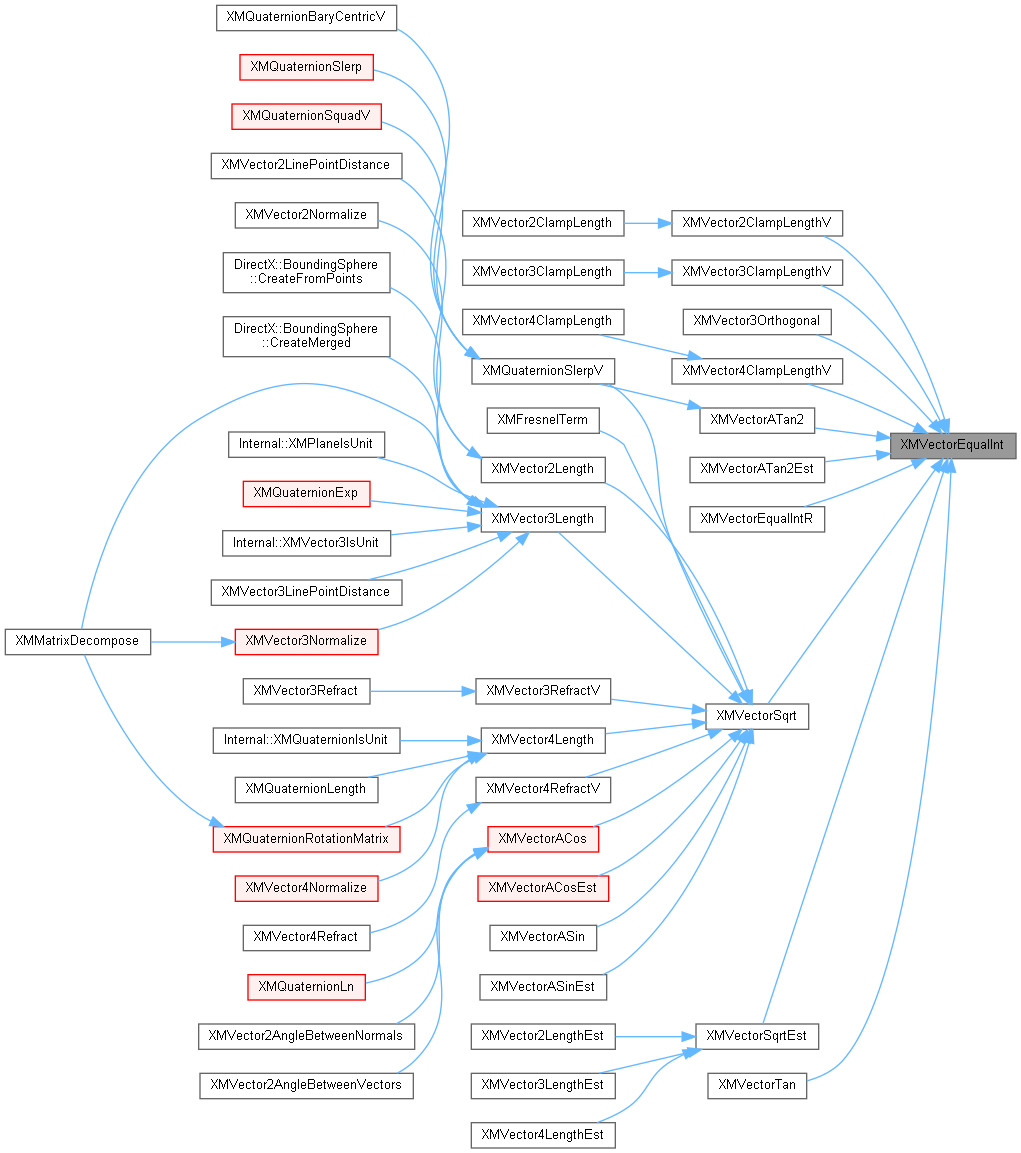 XMQuaternionBaryCentricV
XMQuaternionSlerp
XMQuaternionSquadV
XMVector2LinePointDistance
XMVector2Normalize
DirectX::BoundingSphere
::CreateFromPoints
DirectX::BoundingSphere
::CreateMerged
Internal::XMPlaneIsUnit
XMQuaternionExp
Internal::XMVector3IsUnit
XMVector3LinePointDistance
XMMatrixDecompose
XMVector3Normalize
XMVector3Refract
Internal::XMQuaternionIsUnit
XMQuaternionLength
XMQuaternionRotationMatrix
XMVector4Normalize
XMVector4Refract
XMQuaternionLn
XMVector2AngleBetweenNormals
XMVector2AngleBetweenVectors
XMVector2ClampLength
XMVector3ClampLength
XMVector4ClampLength
XMQuaternionSlerpV
XMFresnelTerm
XMVector2Length
XMVector3Length
XMVector3RefractV
XMVector4Length
XMVector4RefractV
XMVectorACos
XMVectorACosEst
XMVectorASin
XMVectorASinEst
XMVector2LengthEst
XMVector3LengthEst
XMVector4LengthEst
XMVector2ClampLengthV
XMVector3ClampLengthV
XMVector3Orthogonal
XMVector4ClampLengthV
XMVectorATan2
XMVectorATan2Est
XMVectorEqualIntR
XMVectorSqrt
XMVectorSqrtEst
XMVectorTan
XMVectorEqualInt